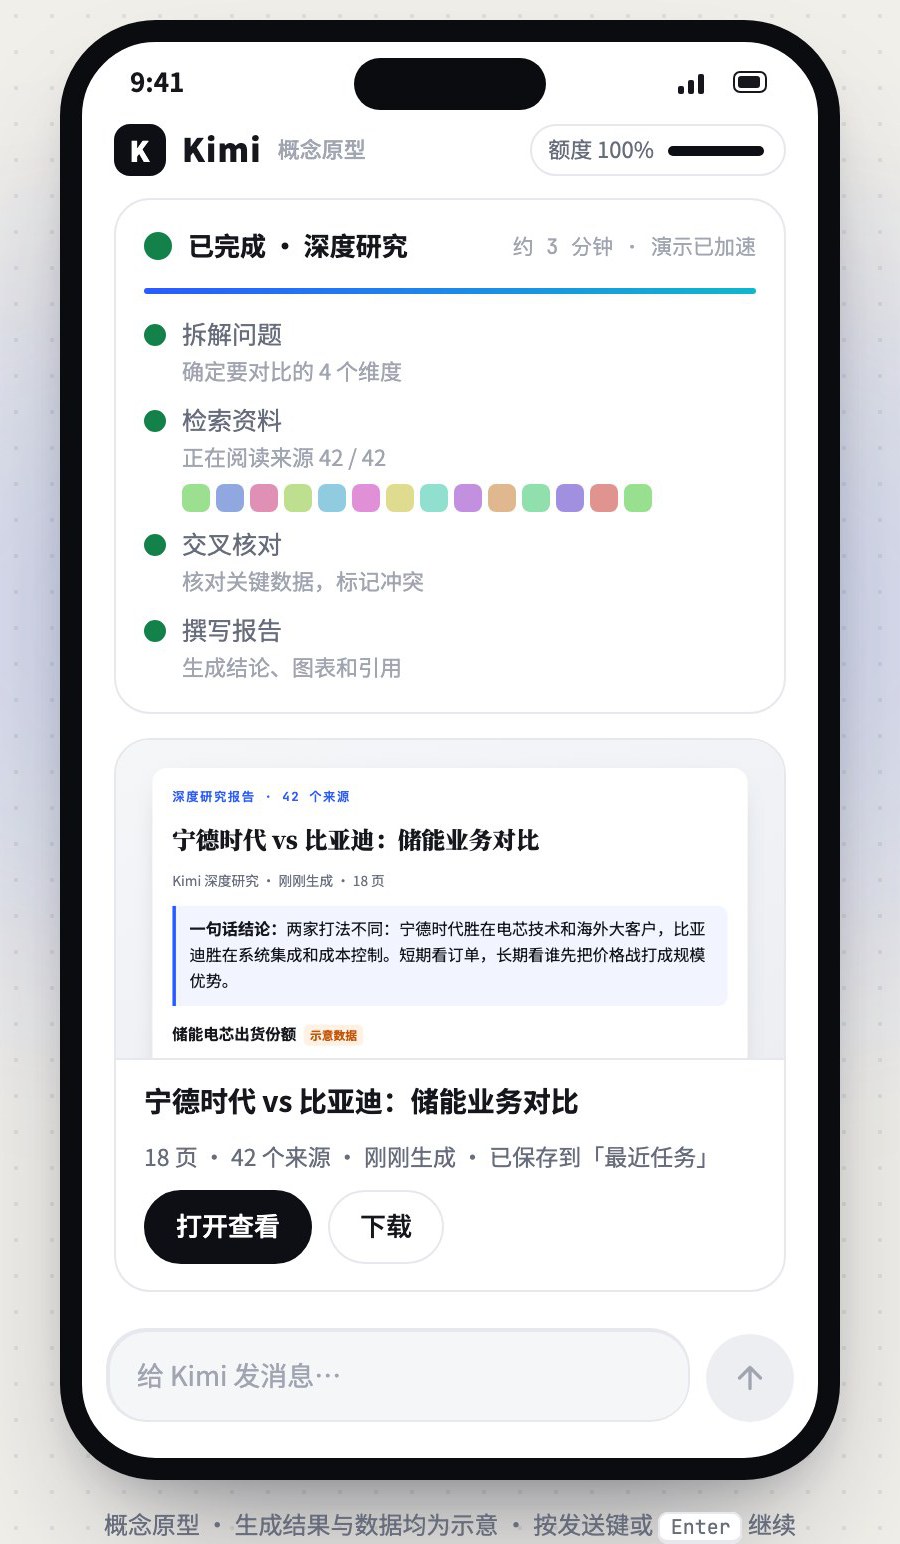 9:41
K Kimi 概念原型 额度 100%
已完成 · 深度研究 约 3 分钟 · 演示已加速
拆解问题
确定要对比的 4 个维度
检索资料
正在阅读来源 42 / 42
交叉核对
核对关键数据，标记冲突
撰写报告
生成结论、图表和引用
深度研究报告 · 42 个来源
宁德时代 vs 比亚迪：储能业务对比
Kimi 深度研究 · 刚刚生成 · 18 页
一句话结论：两家打法不同：宁德时代胜在电芯技术和海外大客户，比亚
迪胜在系统集成和成本控制。短期看订单，长期看谁先把价格战打成规模
优势。
储能电芯出货份额 示意数据
宁德时代 vs 比亚迪：储能业务对比
18 页 · 42 个来源 · 刚刚生成 · 已保存到「最近任务」
打开查看 下载
给 Kimi 发消息…
概念原型 · 生成结果与数据均为示意 · 按发送键或 Enter 继续